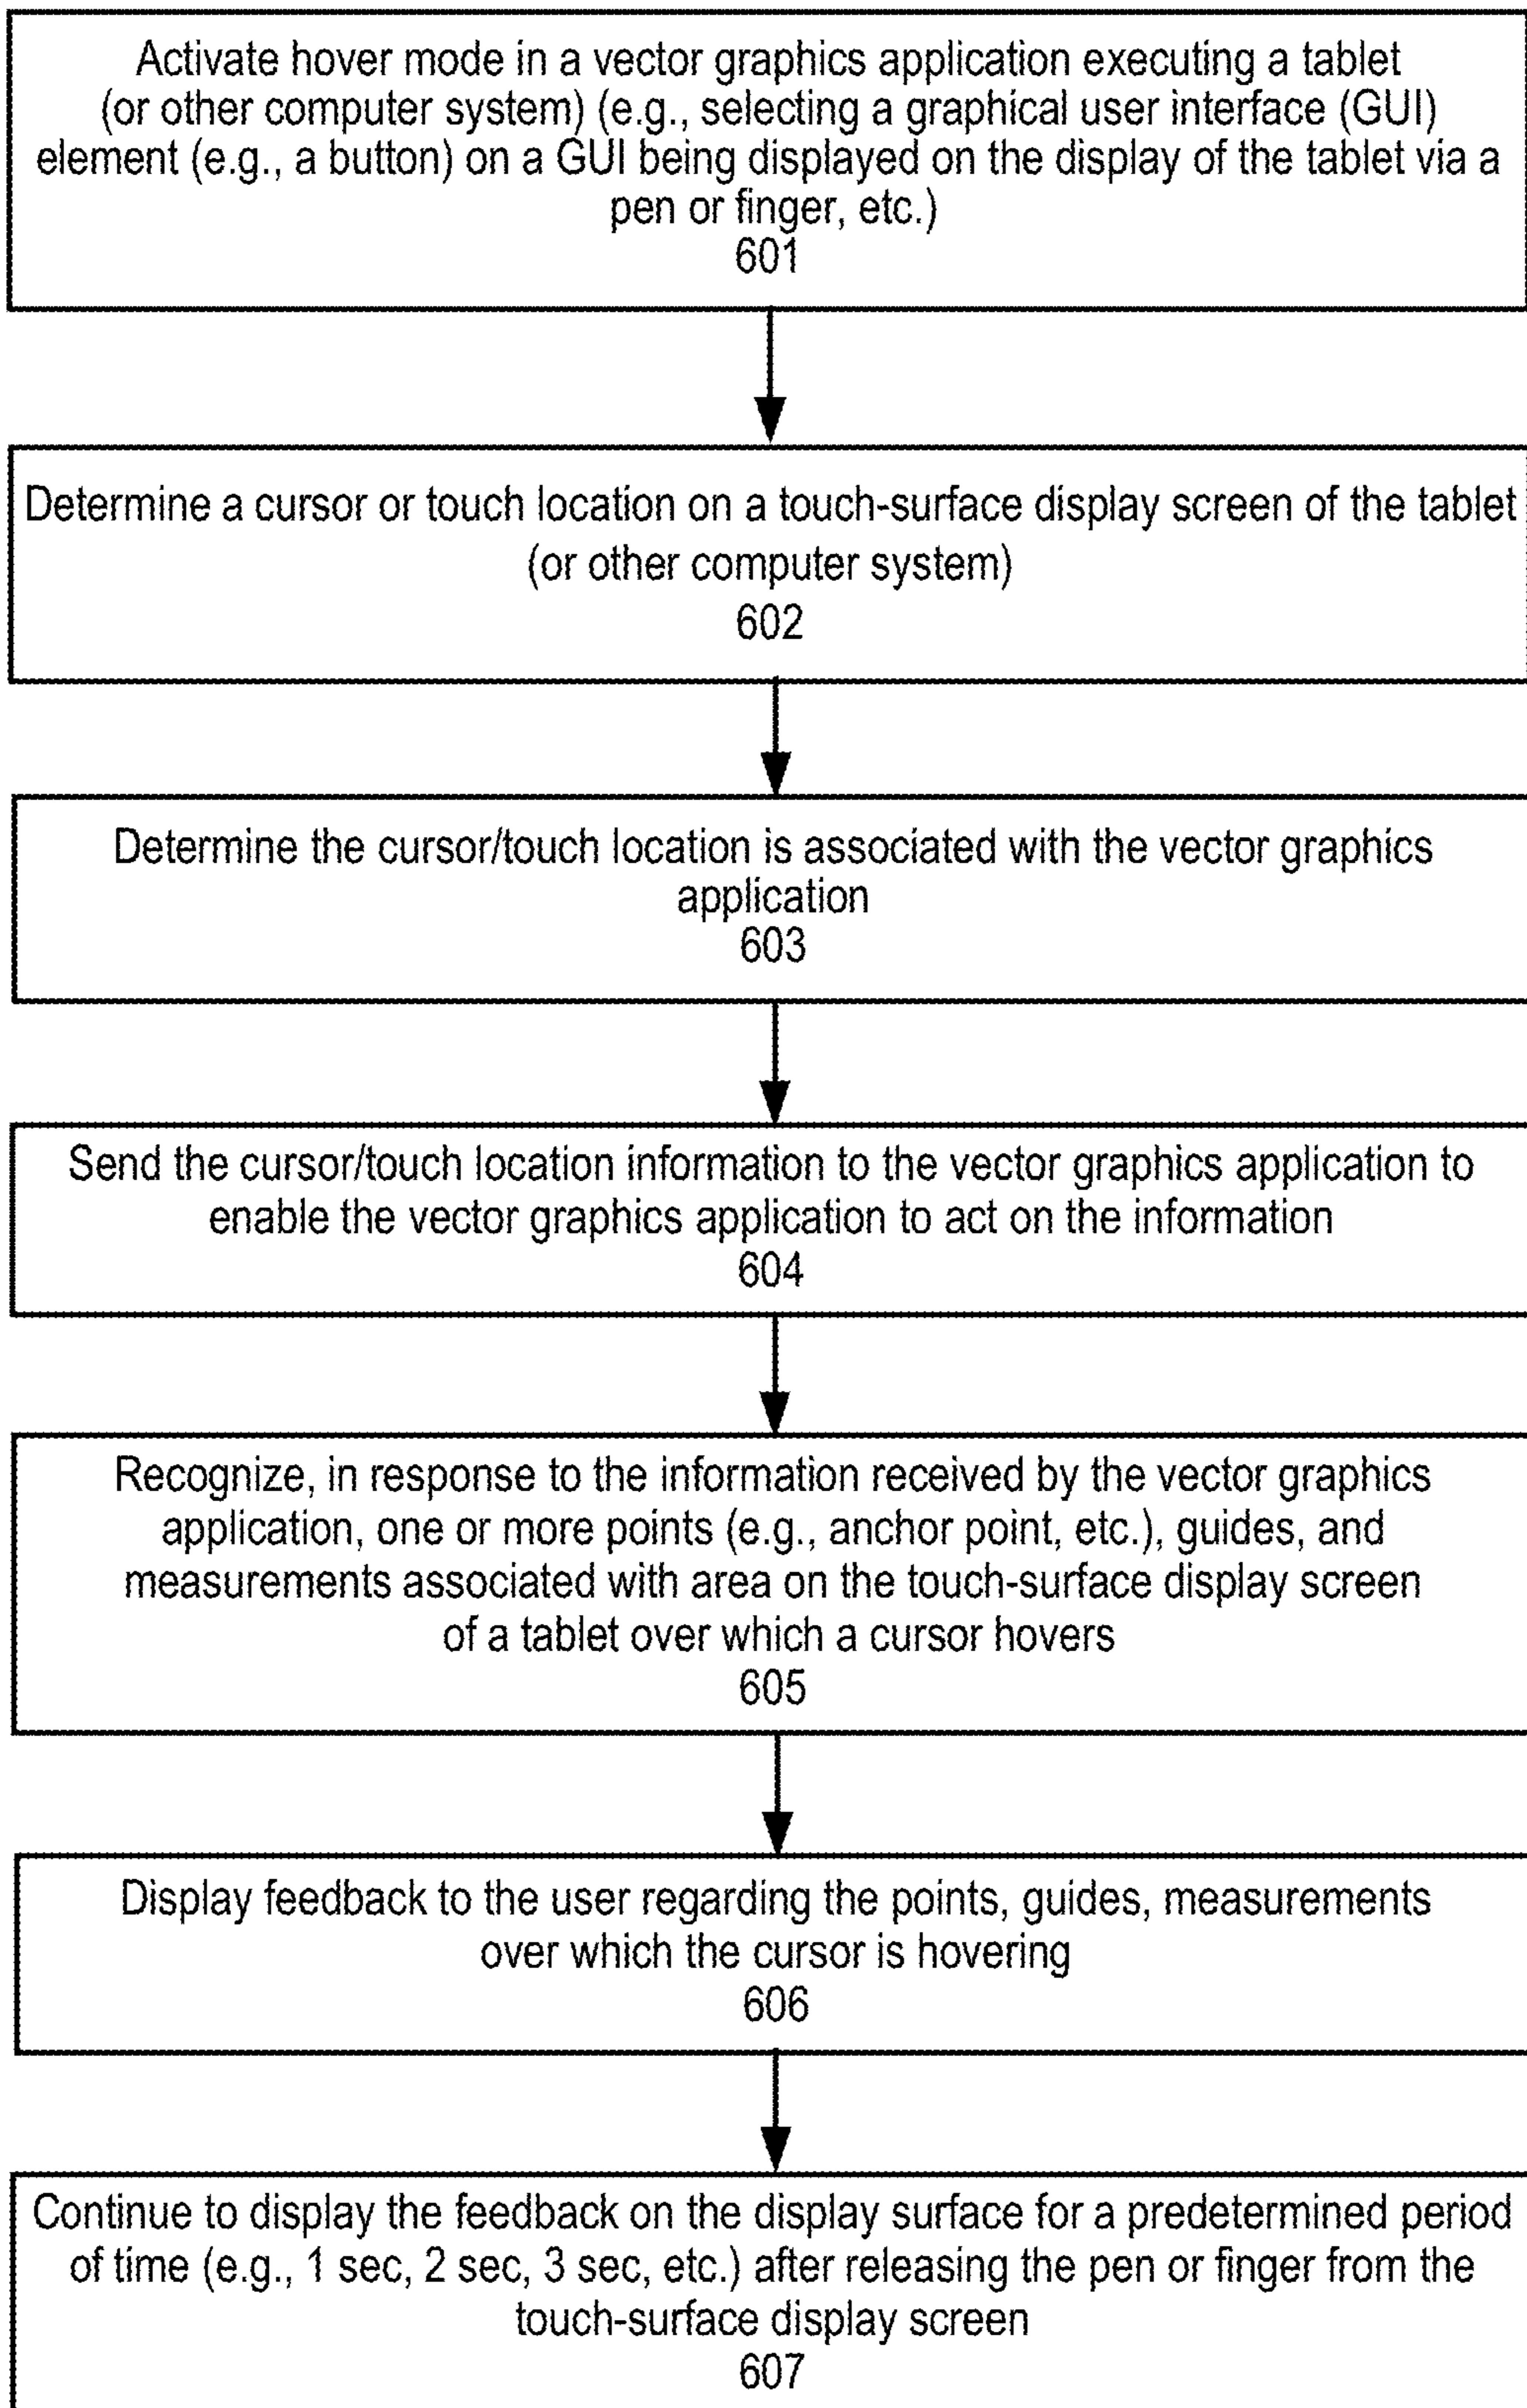 Activate hover mode in a vector graphics application executing a tablet
(or other computer system) (e.g., selecting a graphical user interface (GUI)
element (e.g., a button) on a GUI being displayed on the display of the tablet via a
pen or finger, etc.)
601
Determine a cursor or touch location on a touch-surface display screen of the tablet
(or other computer system)
602
Determine the cursor/touch location is associated with the vector graphics
application
603
Send the cursor/touch location information to the vector graphics application to
enable the vector graphics application to act on the information
604
Recognize, in response to the information received by the vector graphics
application, one or more points (e.g., anchor point, etc.), guides, and
measurements associated with area on the touch-surface display screen
of a tablet over which a cursor hovers
605
Display feedback to the user regarding the points, guides, measurements
over which the cursor is hovering
606
Continue to display the feedback on the display surface for a predetermined period
of time (e.g., 1 sec, 2 sec, 3 sec, etc.) after releasing the pen or finger from the
touch-surface display screen
607